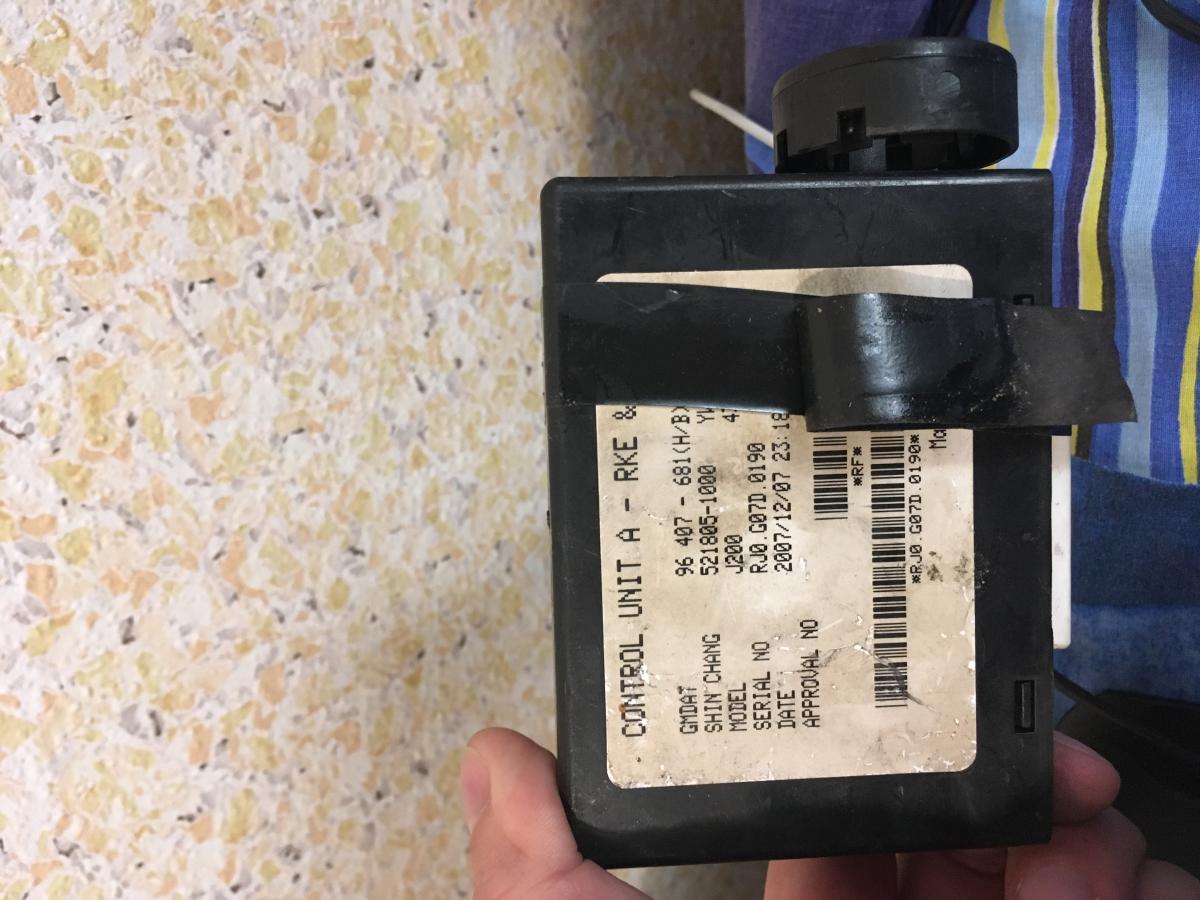 CONTROL UNIT A - RKE &
GMDAT 96 407 - 681(H/B)
SHIN CHANG 521805-1000
MODEL J200
SERIAL NO RJ0.G07D.0190
DATE 2007/12/07 23:18
APPROVAL NO
*RF*
*RJ0.G07D.0190*